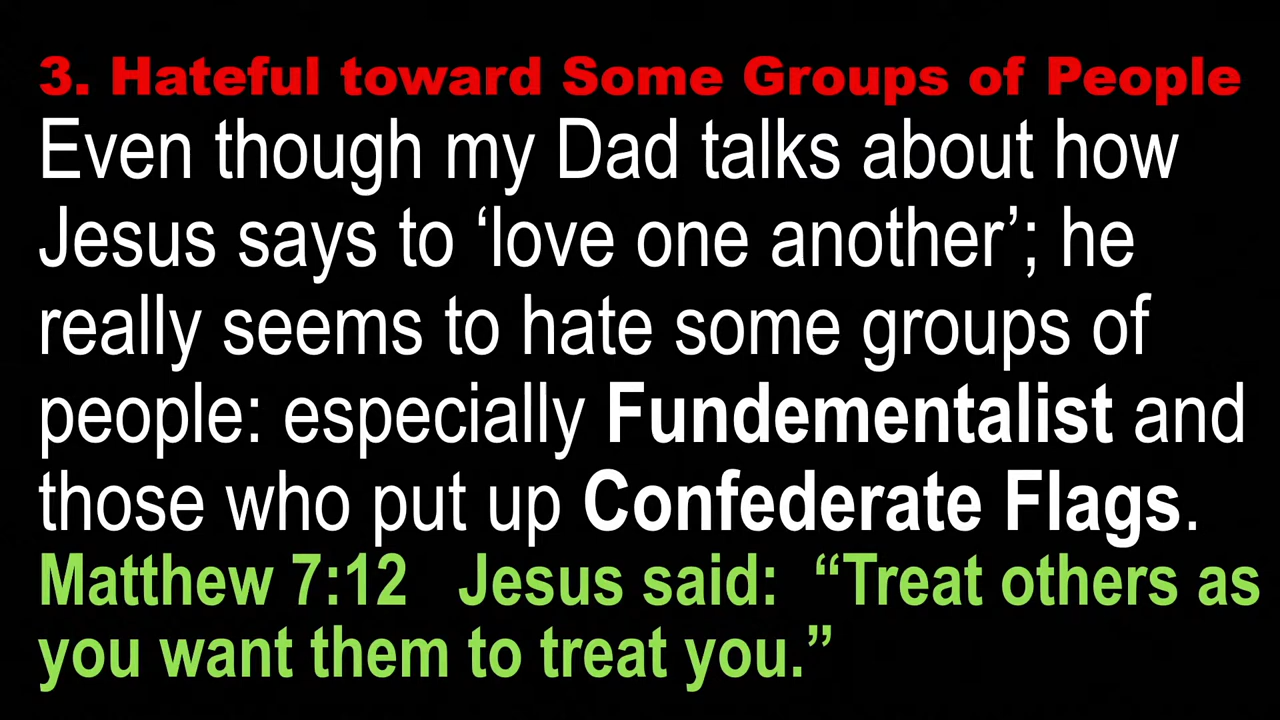 3. Hateful toward Some Groups of People
Even though my Dad talks about how
Jesus says to ‘love one another’; he
really seems to hate some groups of
people: especially Fundementalist and
those who put up Confederate Flags.
Matthew 7:12   Jesus said:  “Treat others as
you want them to treat you.”